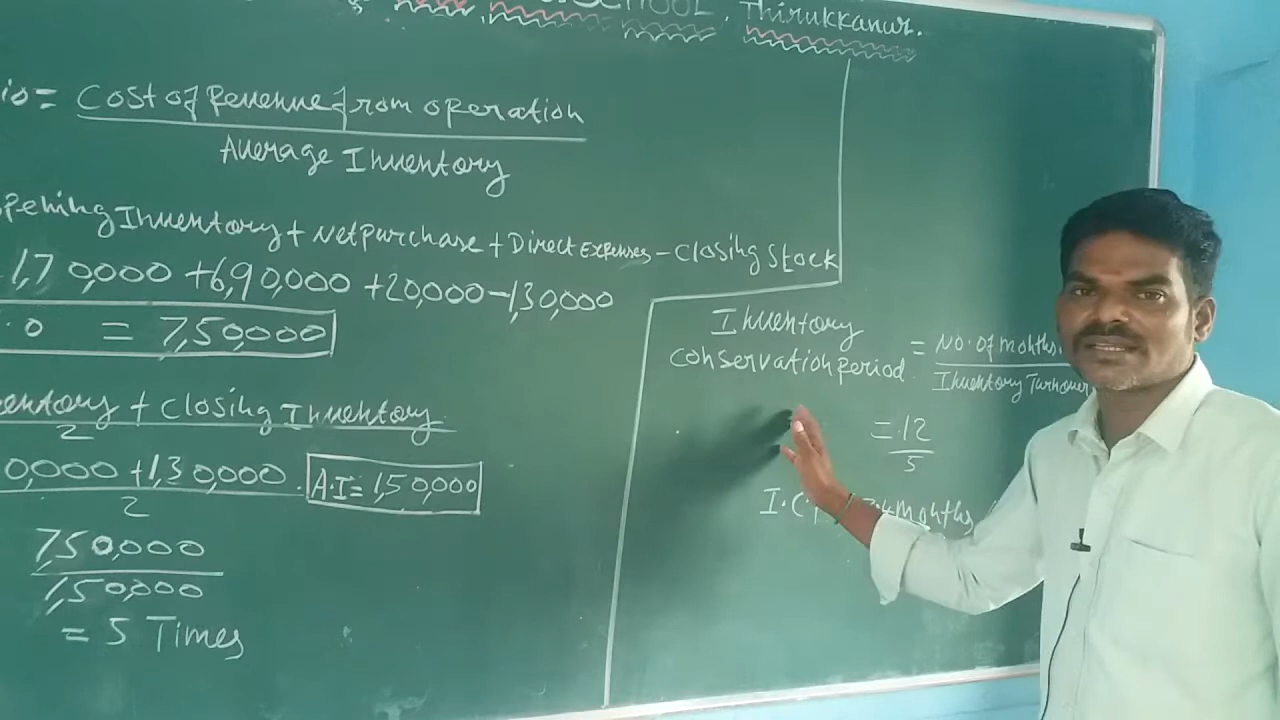 SCHOOL, Thirukkanur.
io = Cost of Revenue from operation
Average Inventory
pening Inventory + Net purchase + Direct Expenses - Closing Stock
1,70,000 + 6,90,000 + 20,000 - 1,30,000
.0 = 7,50,000
entory + Closing Inventory
2
0,000 + 1,30,000
2
A.I = 1,50,000
7,50,000
1,50,000
= 5 Times
Inventory
Conservation Period = No. of months
Inventory Turnover
= 12
5
I.C.P
months